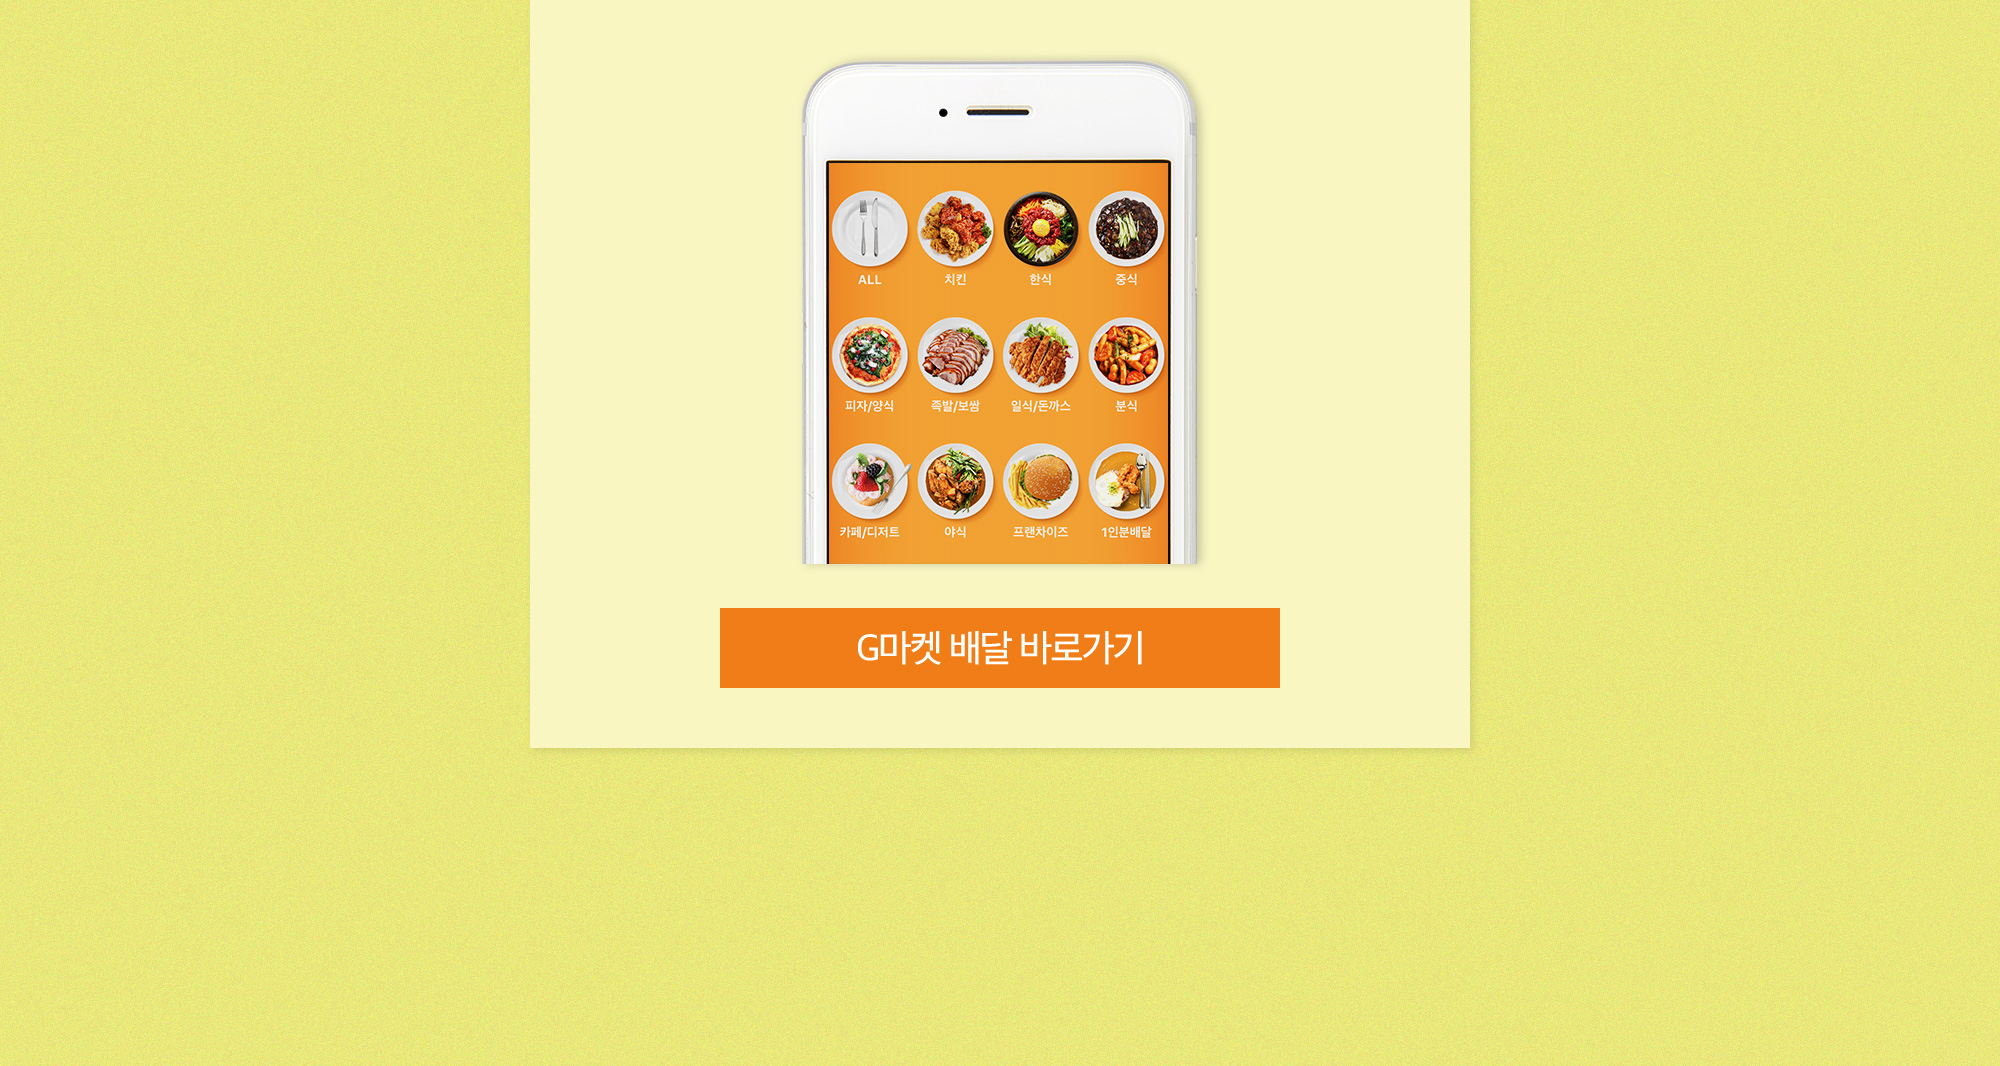 ALL 치킨 한식 중식
피자/양식 족발/보쌈 일식/돈까스 분식
카페/디저트 야식 프랜차이즈 1인분배달
G마켓 배달 바로가기